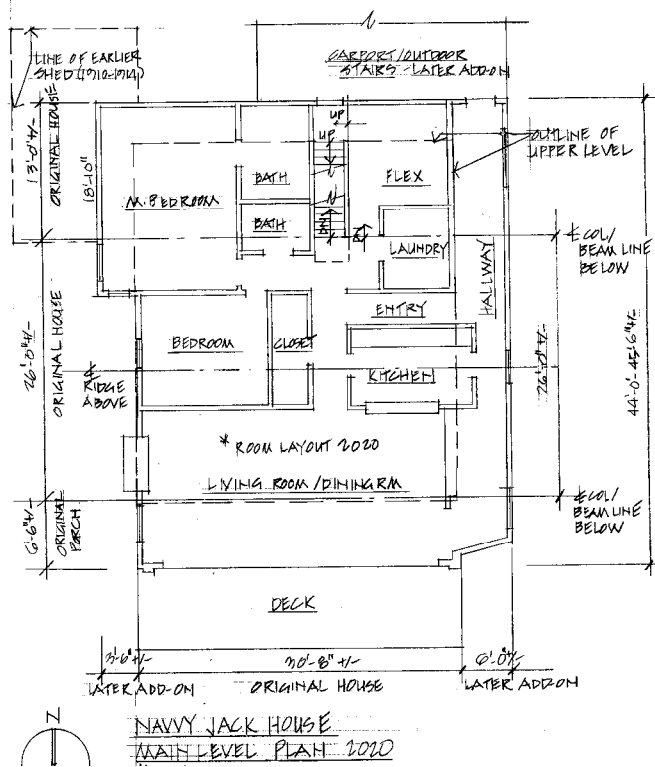 LINE OF EARLIER
SHED (1910-1914)
CARPORT/OUTDOOR
STAIRS - LATER ADD-ON
UP
UP
OUTLINE OF
UPPER LEVEL
13'-0"+/-
ORIGINAL HOUSE
18'-10"
M. BEDROOM
BATH
FLEX
BATH
DN
LAUNDRY
HALLWAY
℄ COL/
BEAM LINE
BELOW
ENTRY
26'-0"+/-
ORIGINAL HOUSE
BEDROOM
CLOSET
KITCHEN
℄
RIDGE
ABOVE
26'-0"+/-
44'-0"-45'6"+/-
* ROOM LAYOUT 2020
LIVING ROOM / DINING RM
℄ COL/
BEAM LINE
BELOW
6'-6"+/-
ORIGINAL
PORCH
DECK
3'-6"+/-
30'-8"+/-
6'-0"+/-
LATER ADD-ON
ORIGINAL HOUSE
LATER ADD-ON
N
NAVVY JACK HOUSE
MAIN LEVEL PLAN 2020